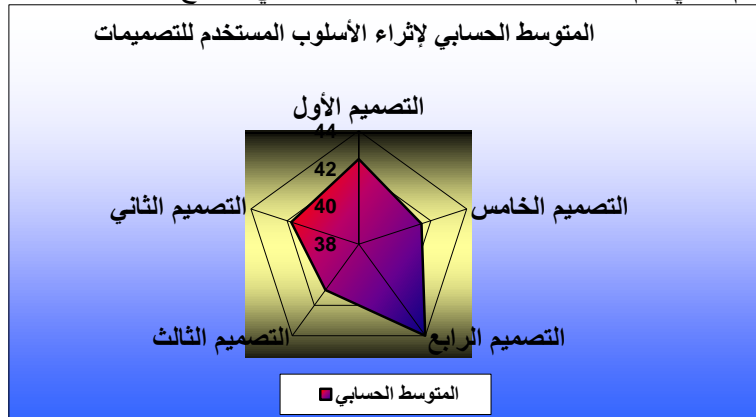 المتوسط الحسابي لإثراء الأسلوب المستخدم للتصميمات
التصميم الأول
44
42
40
38
التصميم الثاني
التصميم الخامس
التصميم الثالث
التصميم الرابع
المتوسط الحسابي